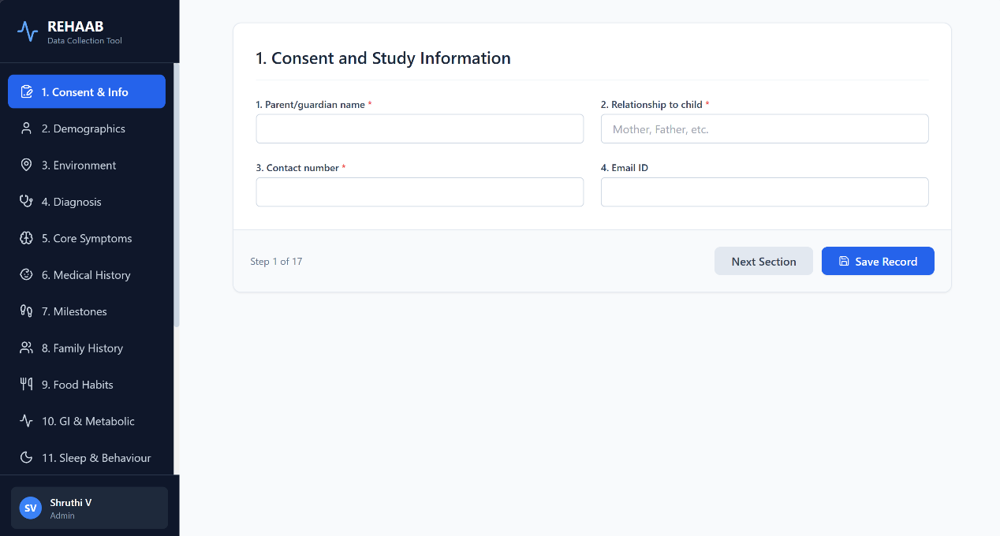 REHAAB
Data Collection Tool
1. Consent & Info
2. Demographics
3. Environment
4. Diagnosis
5. Core Symptoms
6. Medical History
7. Milestones
8. Family History
9. Food Habits
10. GI & Metabolic
11. Sleep & Behaviour
SV
Shruthi V
Admin
1. Consent and Study Information
1. Parent/guardian name *
2. Relationship to child *
Mother, Father, etc.
3. Contact number *
4. Email ID
Step 1 of 17
Next Section
Save Record